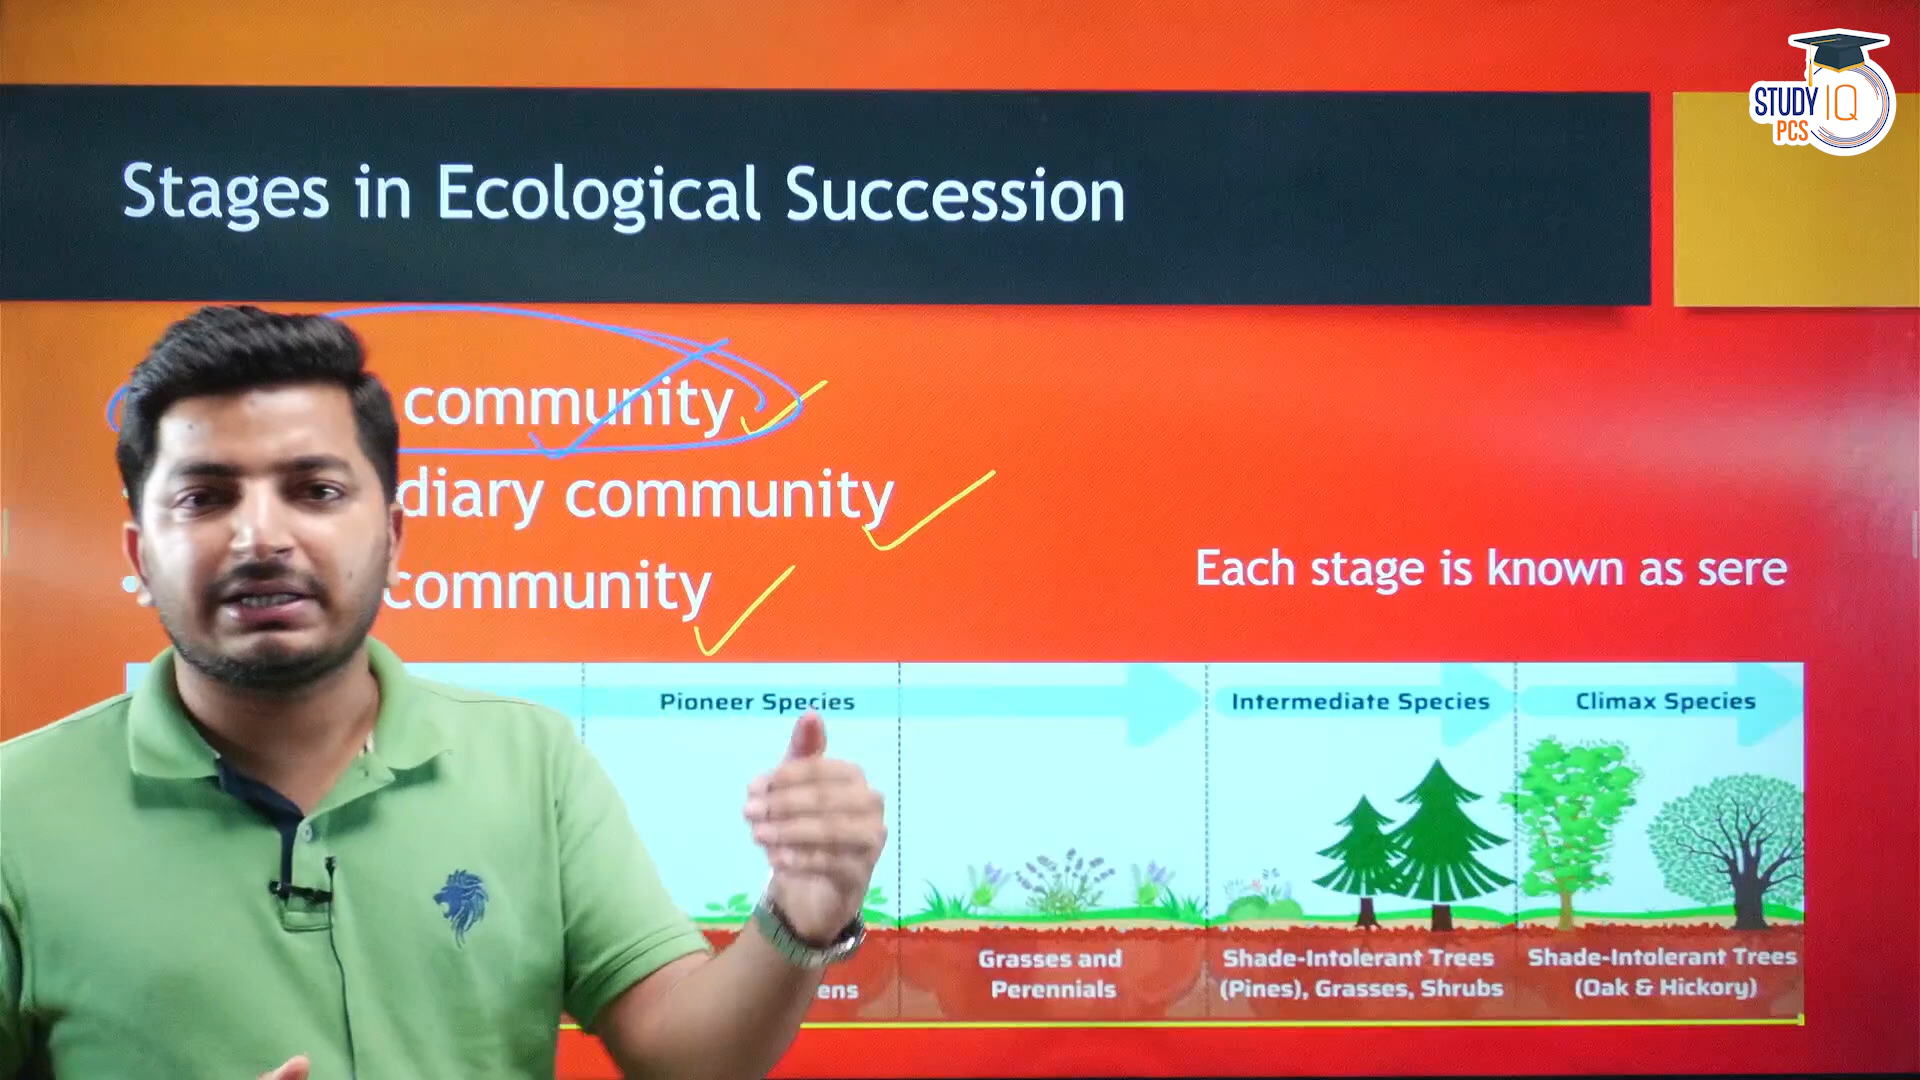 STUDY IQ
PCS
Stages in Ecological Succession
community
diary community
• community
Each stage is known as sere
Pioneer Species
Intermediate Species
Climax Species
ens
Grasses and
Perennials
Shade-Intolerant Trees
(Pines), Grasses, Shrubs
Shade-Intolerant Trees
(Oak & Hickory)